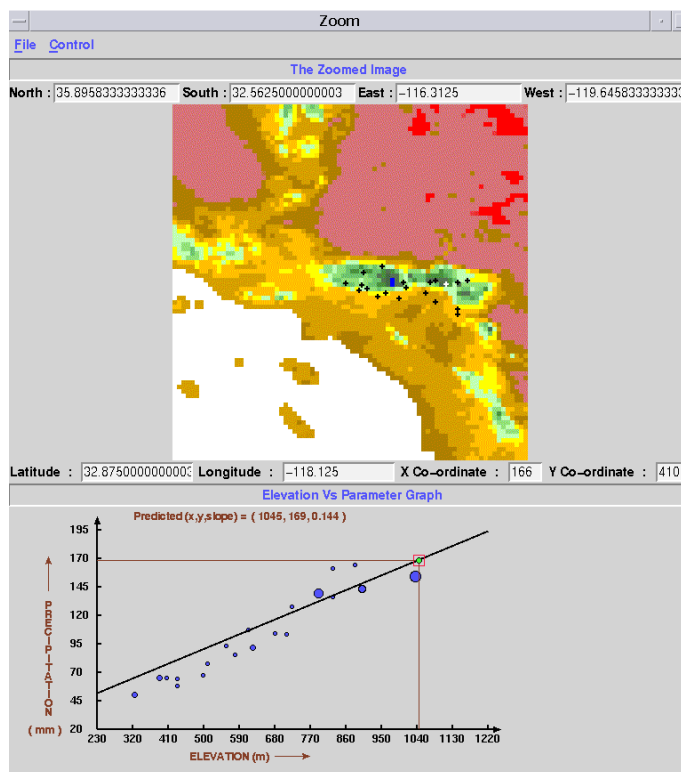 Zoom
File Control
The Zoomed Image
North : 35.8958333333336 South : 32.5625000000003 East : -116.3125 West : -119.645833333333
Latitude : 32.8750000000003 Longitude : -118.125 X Co-ordinate : 166 Y Co-ordinate : 410
Elevation Vs Parameter Graph
Predicted (x,y,slope) = ( 1045, 169, 0.144 )
195
170
145
120
95
70
45
20
PRECIPITATION
( mm )
230 320 410 500 590 680 770 860 950 1040 1130 1220
ELEVATION (m)